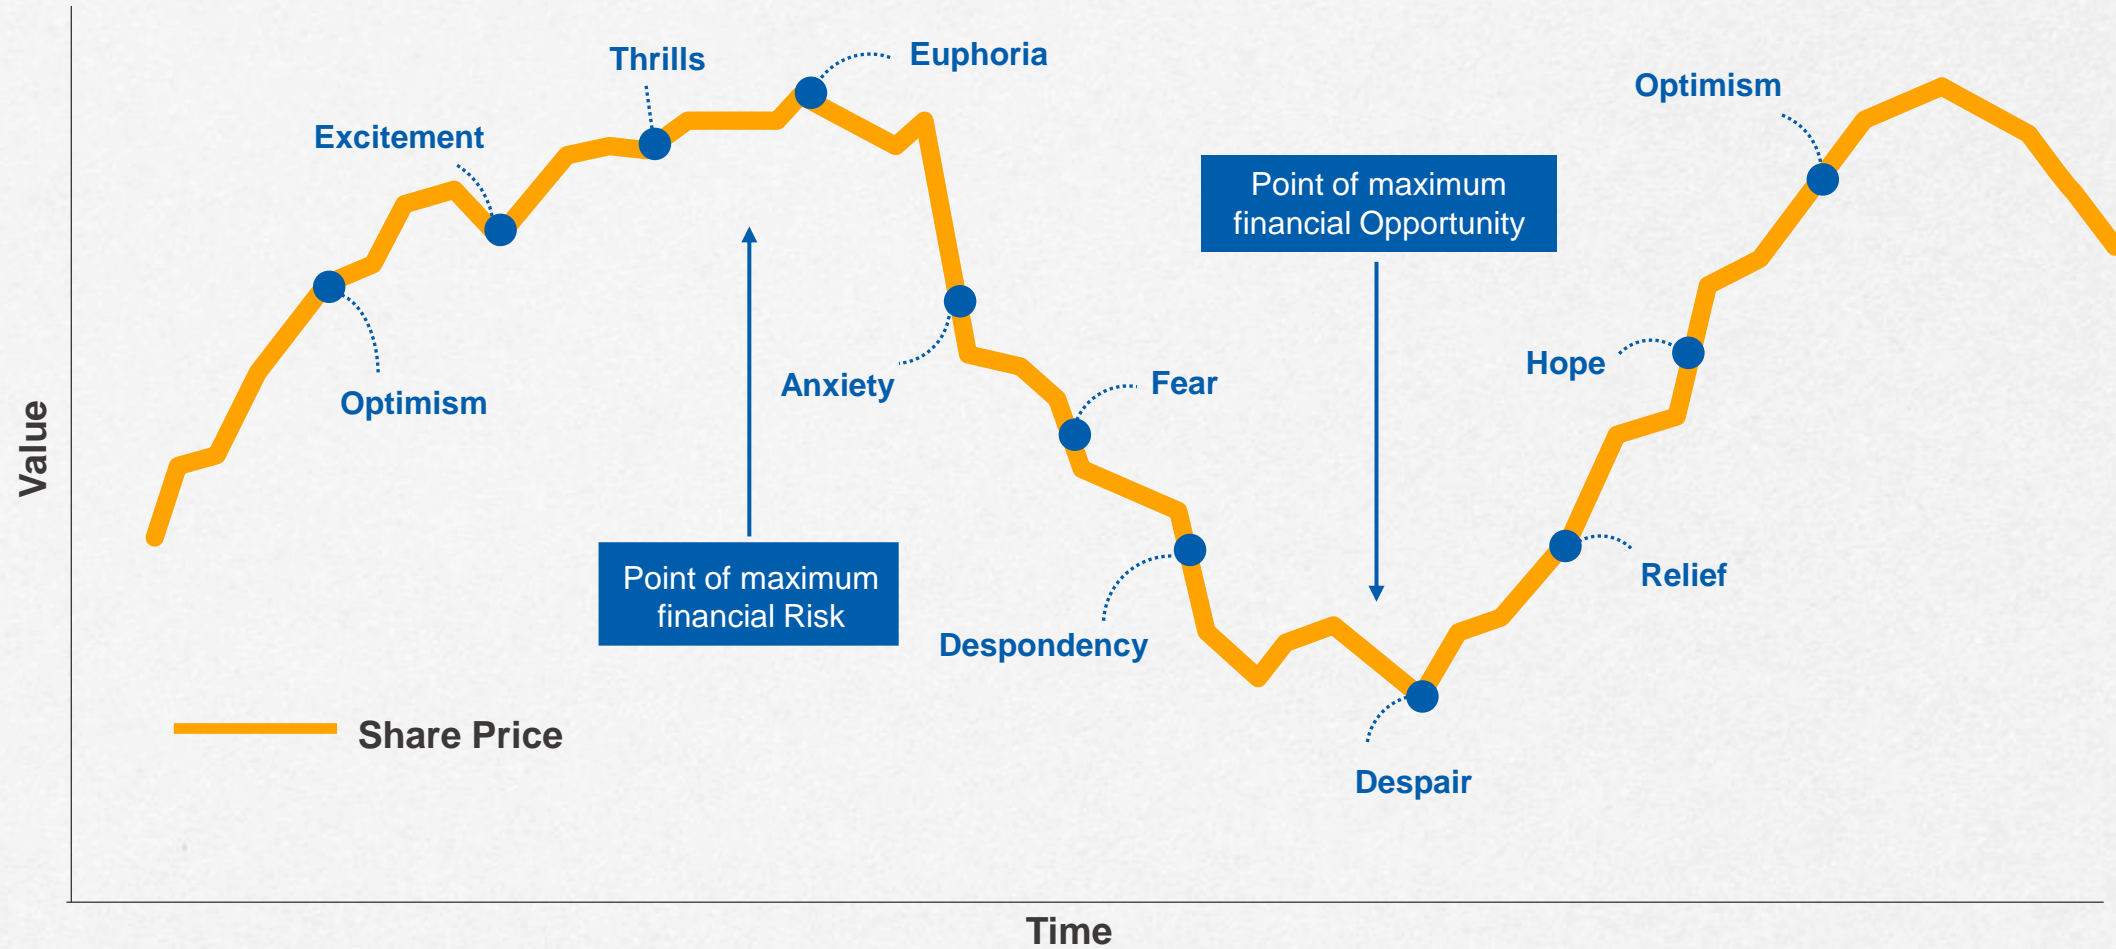 Thrills
Euphoria
Optimism
Excitement
Point of maximum
financial Opportunity
Hope
Anxiety
Fear
Optimism
Value
Point of maximum
financial Risk
Relief
Despondency
Share Price
Despair
Time